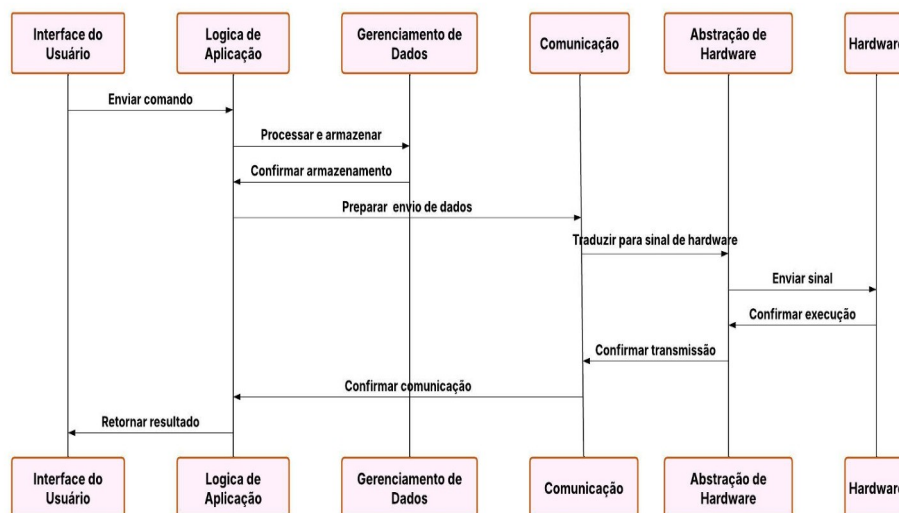 Interface do
Usuário
Logica de
Aplicação
Gerenciamento de
Dados
Comunicação
Abstração de
Hardware
Hardware
Enviar comando
Processar e armazenar
Confirmar armazenamento
Preparar envio de dados
Traduzir para sinal de hardware
Enviar sinal
Confirmar execução
Confirmar transmissão
Confirmar comunicação
Retornar resultado
Interface do
Usuário
Logica de
Aplicação
Gerenciamento de
Dados
Comunicação
Abstração de
Hardware
Hardware